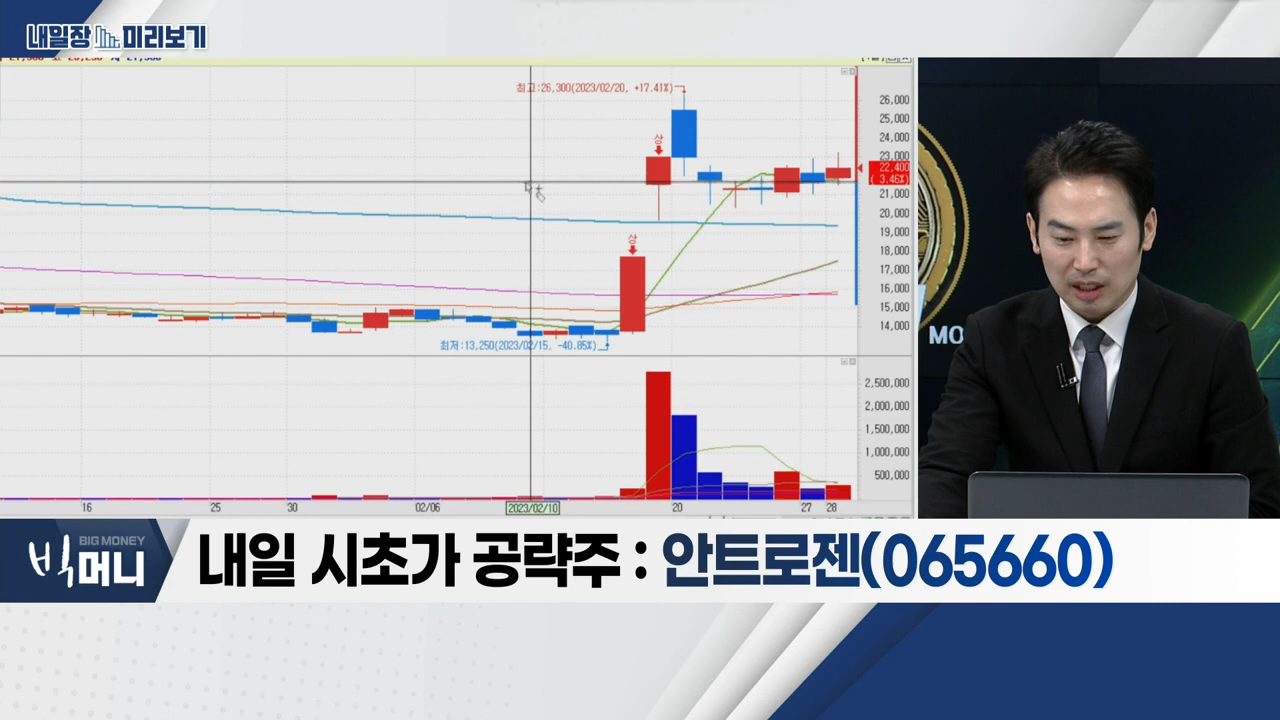 내일장 미리보기
최고:26,300(2023/02/20, +17.41%)
상
상
최저:13,250(2023/02/15, -40.85%)
26,000
25,000
24,000
23,000
22,400
( 3.46%)
21,000
20,000
19,000
18,000
17,000
16,000
15,000
14,000
2,500,000
2,000,000
1,500,000
1,000,000
500,000
16 25 30 02/06 2023/02/10 20 27 28
MO
BIG MONEY
빅머니
내일 시초가 공략주 : 안트로젠(065660)